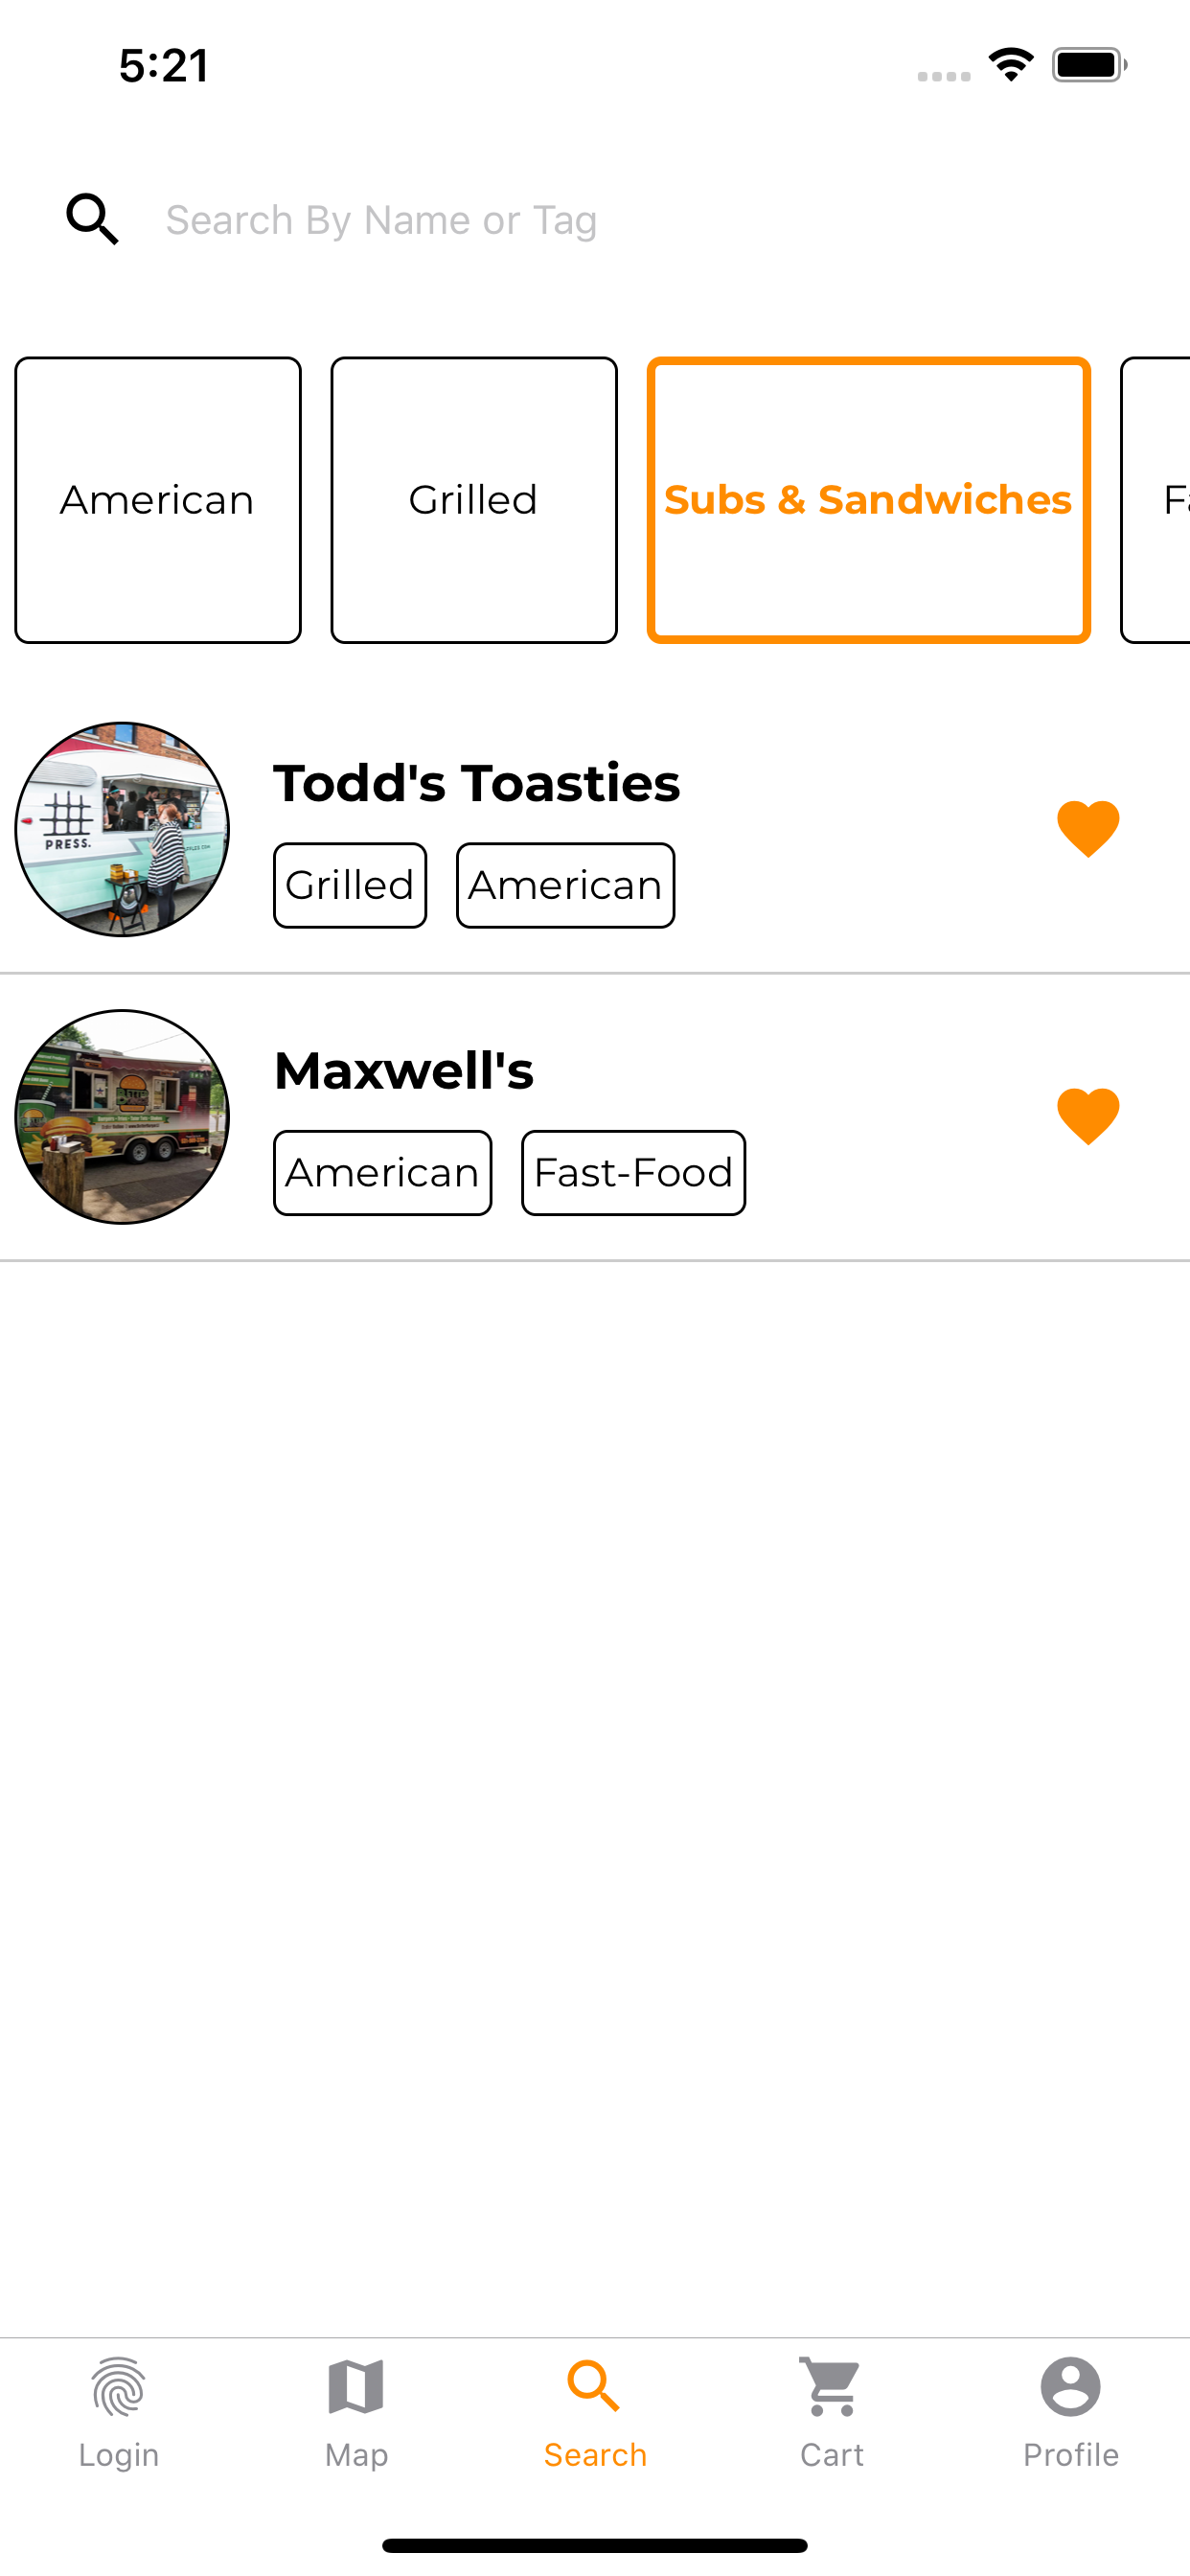 5:21
Search By Name or Tag
American Grilled Subs & Sandwiches
Todd's Toasties
PRESS.
Grilled American
Maxwell's
American Fast-Food
Login Map Search Cart Profile